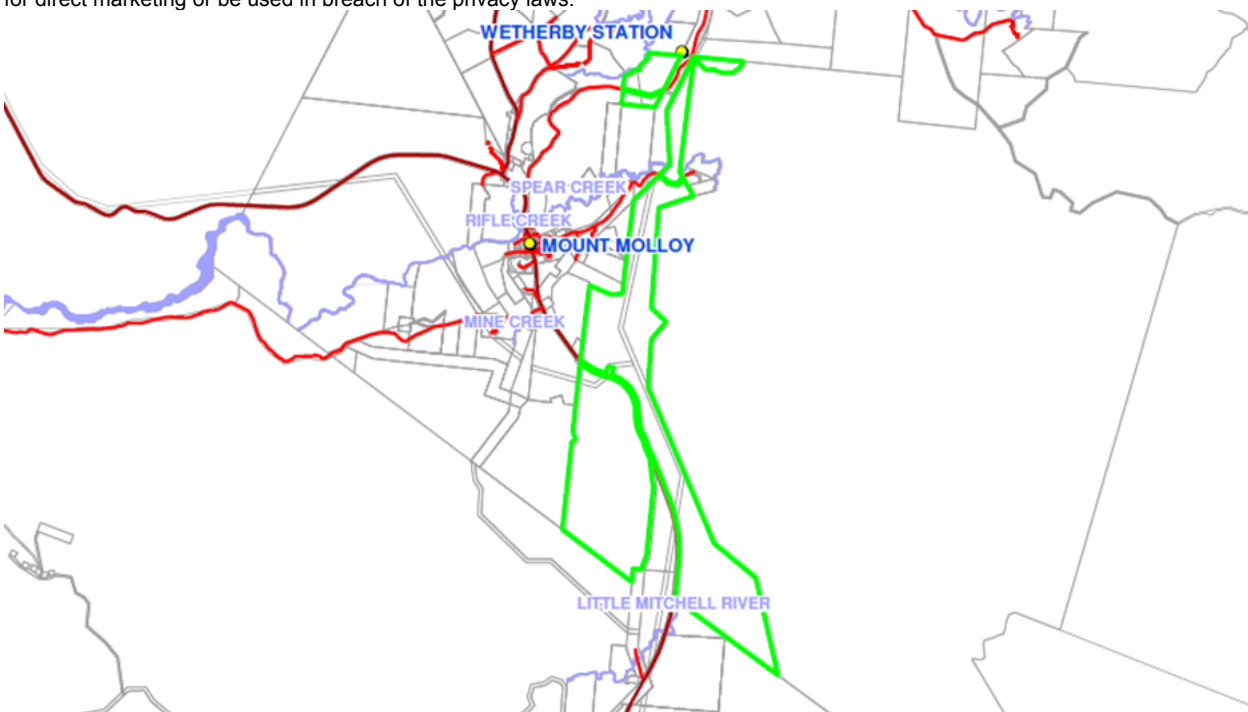 for direct marketing or be used in breach of the privacy laws.
WETHERBY STATION
SPEAR CREEK
RIFLE CREEK
MOUNT MOLLOY
MINE CREEK
LITTLE MITCHELL RIVER